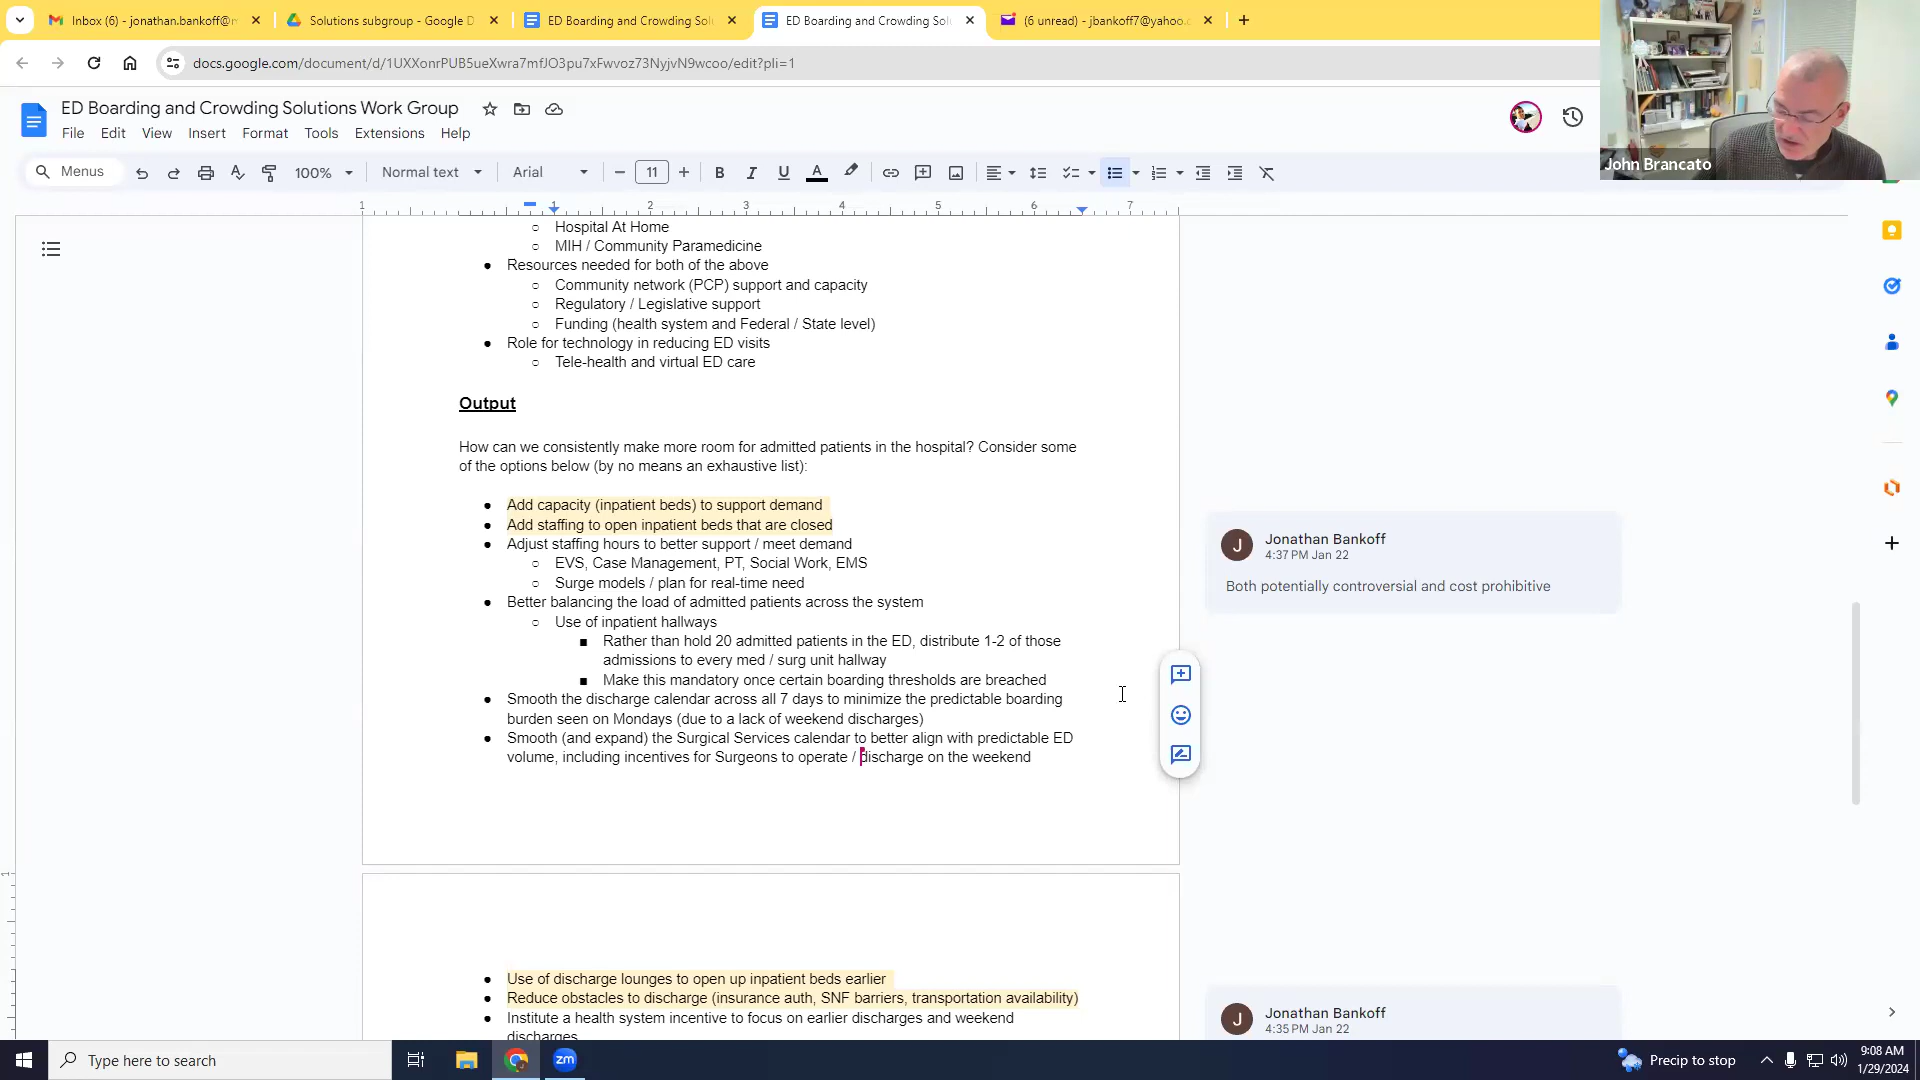 Inbox (6) - jonathan.bankoff@m
Solutions subgroup - Google D
ED Boarding and Crowding Solu
ED Boarding and Crowding Solu
(6 unread) - jbankoff7@yahoo.c
docs.google.com/document/d/1UXXonrPUB5ueXwra7mfJO3pu7xFwvoz73NyjvN9wcoo/edit?pli=1
ED Boarding and Crowding Solutions Work Group
File Edit View Insert Format Tools Extensions Help
Menus 100% Normal text Arial 11
John Brancato
1 1 2 3 4 5 6 7
Hospital At Home
MIH / Community Paramedicine
Resources needed for both of the above
Community network (PCP) support and capacity
Regulatory / Legislative support
Funding (health system and Federal / State level)
Role for technology in reducing ED visits
Tele-health and virtual ED care
Output
How can we consistently make more room for admitted patients in the hospital? Consider some
of the options below (by no means an exhaustive list):
Add capacity (inpatient beds) to support demand
Add staffing to open inpatient beds that are closed
Adjust staffing hours to better support / meet demand
EVS, Case Management, PT, Social Work, EMS
Surge models / plan for real-time need
Better balancing the load of admitted patients across the system
Use of inpatient hallways
Rather than hold 20 admitted patients in the ED, distribute 1-2 of those
admissions to every med / surg unit hallway
Make this mandatory once certain boarding thresholds are breached
Smooth the discharge calendar across all 7 days to minimize the predictable boarding
burden seen on Mondays (due to a lack of weekend discharges)
Smooth (and expand) the Surgical Services calendar to better align with predictable ED
volume, including incentives for Surgeons to operate / discharge on the weekend
J
Jonathan Bankoff
4:37 PM Jan 22
Both potentially controversial and cost prohibitive
1
Use of discharge lounges to open up inpatient beds earlier
Reduce obstacles to discharge (insurance auth, SNF barriers, transportation availability)
Institute a health system incentive to focus on earlier discharges and weekend
discharges
J
Jonathan Bankoff
4:35 PM Jan 22
Type here to search
zm
Precip to stop
9:08 AM
1/29/2024